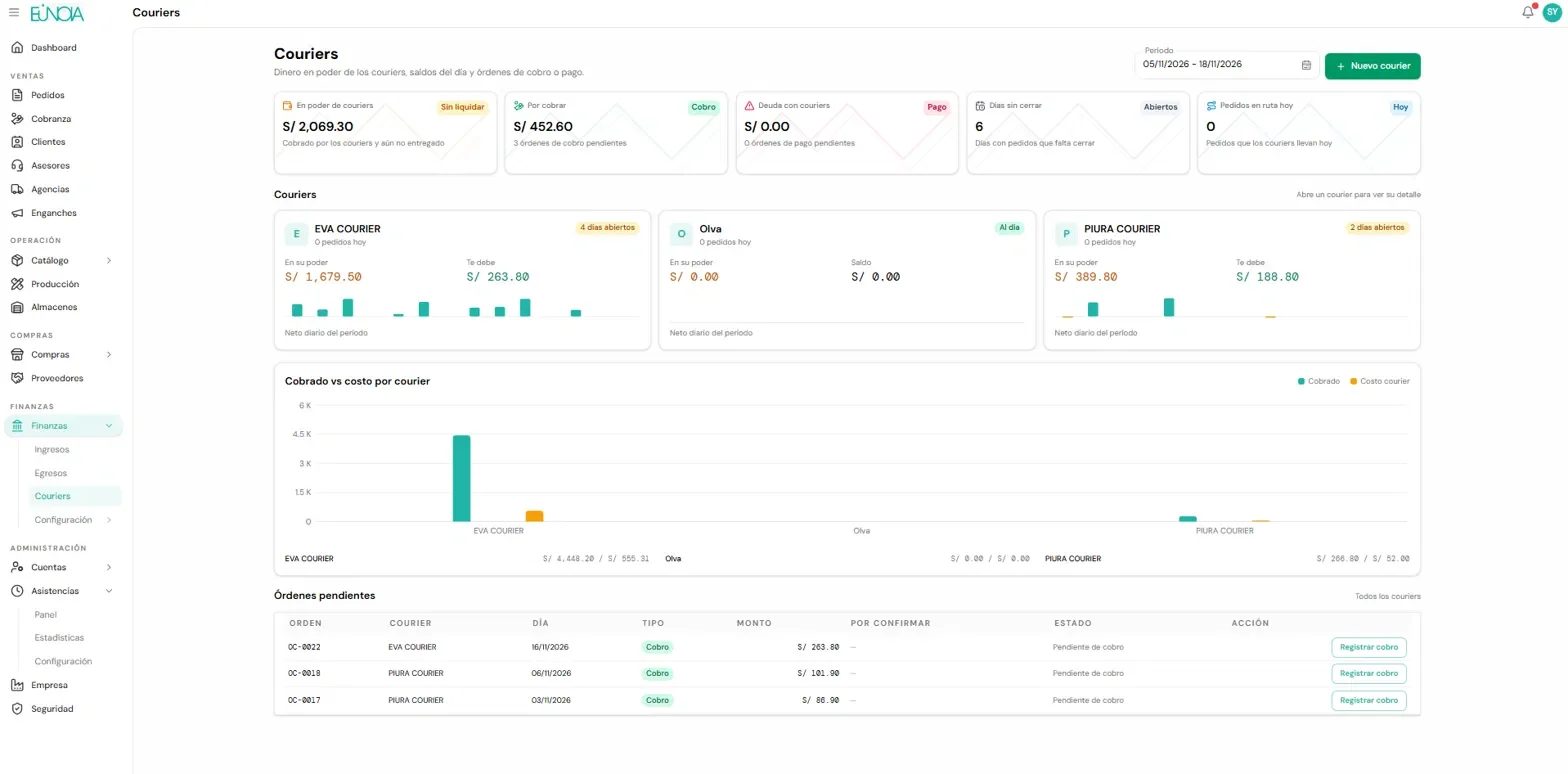 EUNOIA
Couriers
SY
Dashboard
VENTAS
Pedidos
Cobranza
Clientes
Asesores
Agencias
Enganches
OPERACIÓN
Catálogo
Producción
Almacenes
COMPRAS
Compras
Proveedores
FINANZAS
Finanzas
Ingresos
Egresos
Couriers
Configuración
ADMINISTRACIÓN
Cuentas
Asistencias
Panel
Estadísticas
Configuración
Empresa
Seguridad
Couriers
Dinero en poder de los couriers, saldos del día y órdenes de cobro o pago.
Periodo
05/11/2026 – 18/11/2026
+ Nuevo courier
En poder de couriers
Sin liquidar
S/ 2,069.30
Cobrado por los couriers y aún no entregado
Por cobrar
Cobro
S/ 452.60
3 órdenes de cobro pendientes
Deuda con couriers
Pago
S/ 0.00
0 órdenes de pago pendientes
Días sin cerrar
Abiertos
6
Días con pedidos que falta cerrar
Pedidos en ruta hoy
Hoy
0
Pedidos que los couriers llevan hoy
Couriers
Abre un courier para ver su detalle
E
EVA COURIER
4 días abiertos
0 pedidos hoy
En su poder
Te debe
S/ 1,679.50
S/ 263.80
Neto diario del período
O
Olva
Al día
0 pedidos hoy
En su poder
Saldo
S/ 0.00
S/ 0.00
Neto diario del período
P
PIURA COURIER
2 días abiertos
0 pedidos hoy
En su poder
Te debe
S/ 389.80
S/ 188.80
Neto diario del período
Cobrado vs costo por courier
Cobrado
Costo courier
6 K
4.5 K
3 K
1.5 K
0
EVA COURIER
Olva
PIURA COURIER
EVA COURIER S/ 4,448.20 / S/ 555.31
Olva S/ 0.00 / S/ 0.00
PIURA COURIER S/ 266.80 / S/ 52.00
Órdenes pendientes
Todos los couriers
ORDEN COURIER DÍA TIPO MONTO POR CONFIRMAR ESTADO ACCIÓN
OC-0022 EVA COURIER 16/11/2026 Cobro S/ 263.80 — Pendiente de cobro Registrar cobro
OC-0018 PIURA COURIER 06/11/2026 Cobro S/ 101.90 — Pendiente de cobro Registrar cobro
OC-0017 PIURA COURIER 03/11/2026 Cobro S/ 86.90 — Pendiente de cobro Registrar cobro